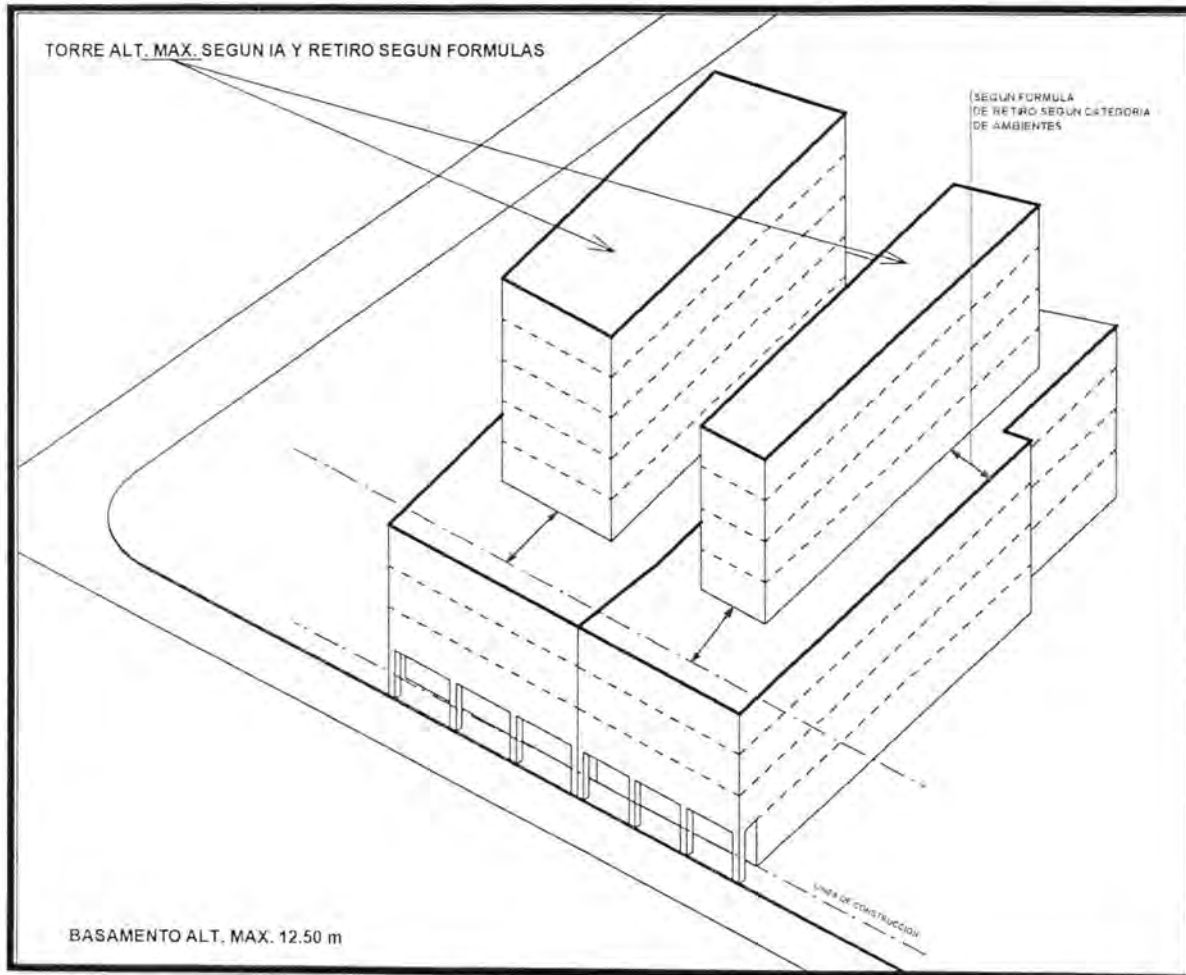 TORRE ALT. MAX. SEGUN IA Y RETIRO SEGUN FORMULAS
SEGUN FORMULA
DE RETIRO SEGUN CATEGORIA
DE AMBIENTES
LINEA DE CONSTRUCCION
BASAMENTO ALT. MAX. 12.50 m